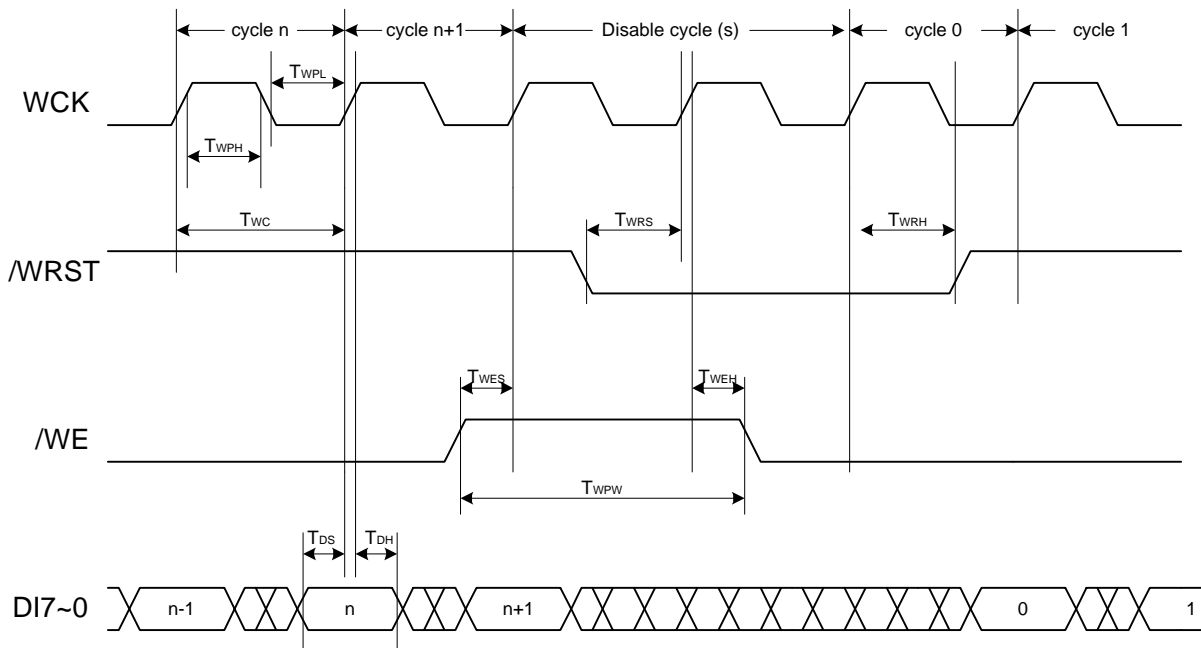 cycle n cycle n+1 Disable cycle (s) cycle 0 cycle 1
TWPL
WCK
TWPH
TWC TWRS TWRH
/WRST
TWES TWEH
/WE
TWPW
TDS TDH
DI7~0 n-1 n n+1 0 1